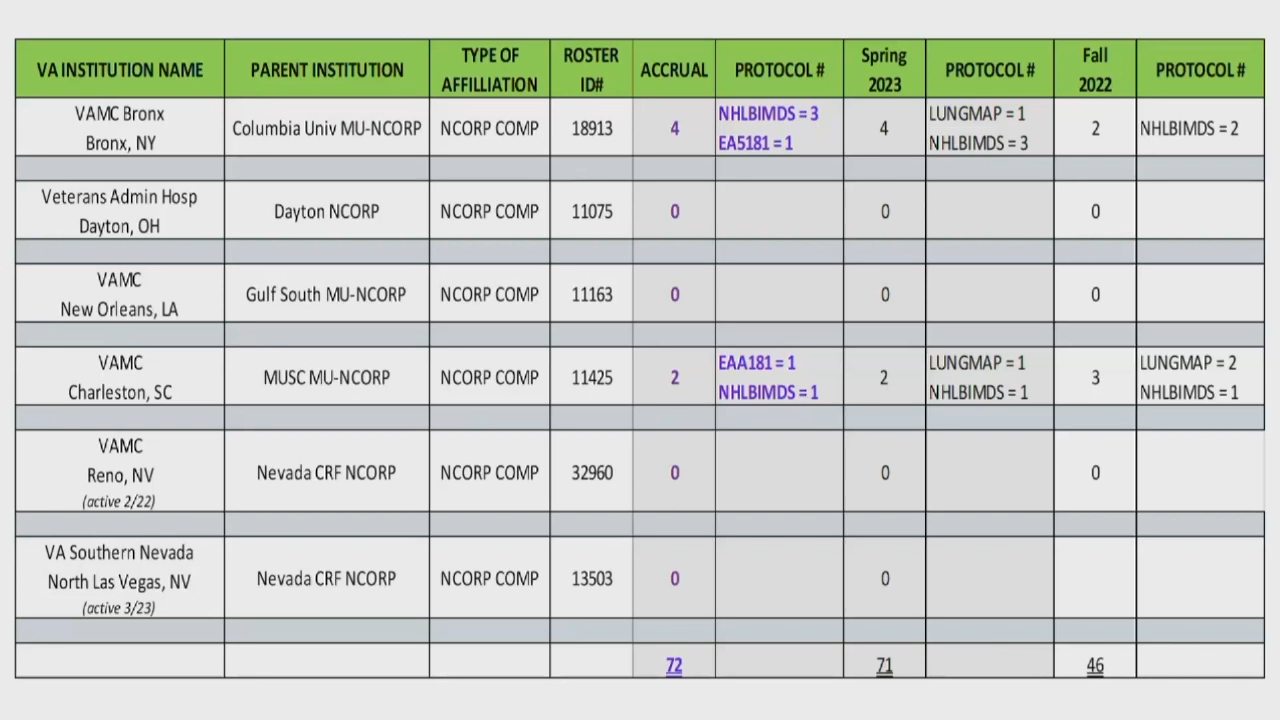 VA INSTITUTION NAME PARENT INSTITUTION TYPE OF AFFILLIATION ROSTER ID# ACCRUAL PROTOCOL # Spring 2023 PROTOCOL # Fall 2022 PROTOCOL #
VAMC Bronx
Bronx, NY
Columbia Univ MU-NCORP
NCORP COMP
18913
4
NHLBIMDS = 3
EA5181 = 1
4
LUNGMAP = 1
NHLBIMDS = 3
2
NHLBIMDS = 2
Veterans Admin Hosp
Dayton, OH
Dayton NCORP
NCORP COMP
11075
0
0
0
VAMC
New Orleans, LA
Gulf South MU-NCORP
NCORP COMP
11163
0
0
0
VAMC
Charleston, SC
MUSC MU-NCORP
NCORP COMP
11425
2
EAA181 = 1
NHLBIMDS = 1
2
LUNGMAP = 1
NHLBIMDS = 1
3
LUNGMAP = 2
NHLBIMDS = 1
VAMC
Reno, NV
(active 2/22)
Nevada CRF NCORP
NCORP COMP
32960
0
0
0
VA Southern Nevada
North Las Vegas, NV
(active 3/23)
Nevada CRF NCORP
NCORP COMP
13503
0
0
72
71
46